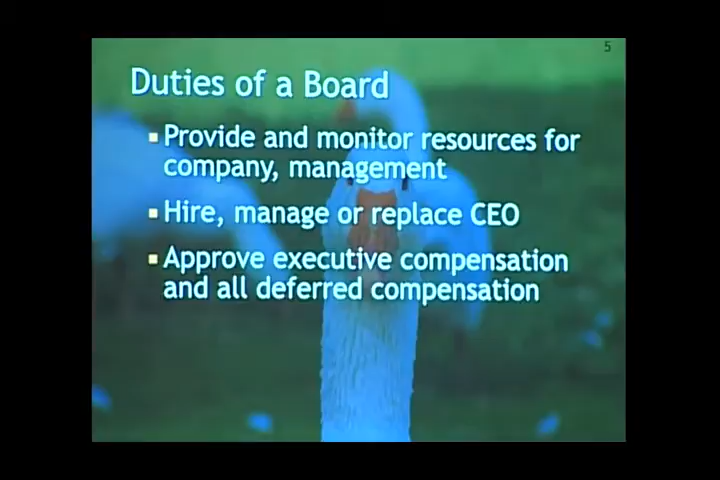 5
Duties of a Board
▪Provide and monitor resources for
company, management
▪Hire, manage or replace CEO
▪Approve executive compensation
and all deferred compensation